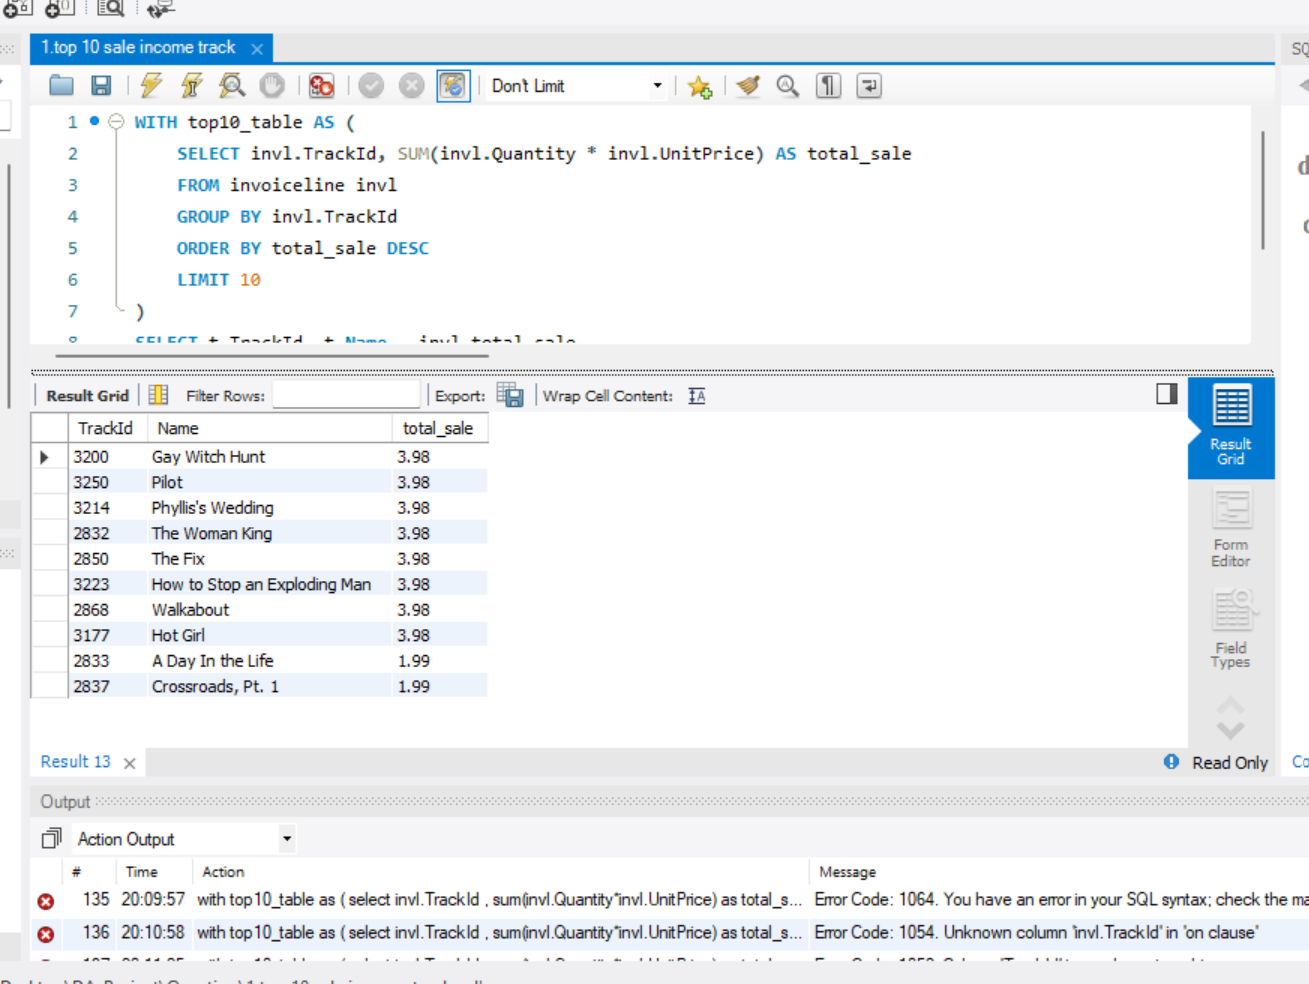 1.top 10 sale income track
SQ
Don't Limit
1 WITH top10_table AS (
2 SELECT invl.TrackId, SUM(invl.Quantity * invl.UnitPrice) AS total_sale
3 FROM invoiceline invl
4 GROUP BY invl.TrackId
5 ORDER BY total_sale DESC
6 LIMIT 10
7 )
8 SELECT t.TrackId, t.Name , invl.total_sale
Result Grid Filter Rows: Export: Wrap Cell Content:
TrackId Name total_sale
3200 Gay Witch Hunt 3.98
3250 Pilot 3.98
3214 Phyllis's Wedding 3.98
2832 The Woman King 3.98
2850 The Fix 3.98
3223 How to Stop an Exploding Man 3.98
2868 Walkabout 3.98
3177 Hot Girl 3.98
2833 A Day In the Life 1.99
2837 Crossroads, Pt. 1 1.99
Result
Grid
Form
Editor
Field
Types
Result 13
Read Only
Co
Output
Action Output
# Time Action Message
135 20:09:57 with top10_table as ( select invl.TrackId , sum(invl.Quantity*invl.UnitPrice) as total_s... Error Code: 1064. You have an error in your SQL syntax; check the ma
136 20:10:58 with top10_table as ( select invl.TrackId , sum(invl.Quantity*invl.UnitPrice) as total_s... Error Code: 1054. Unknown column 'invl.TrackId' in 'on clause'